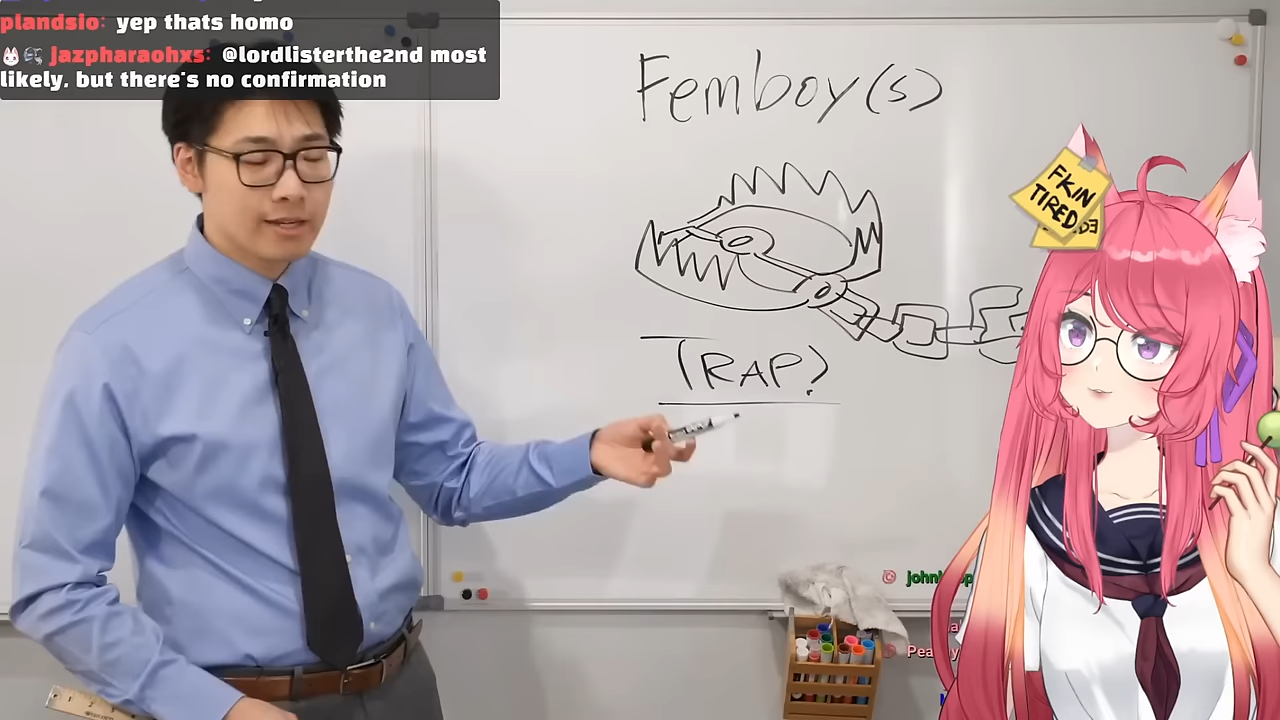 plandsio: yep thats homo
Jazpharaohxs: @lordlisterthe2nd most
likely, but there's no confirmation
Femboy(s)
FKIN
TIRED
TRAP?